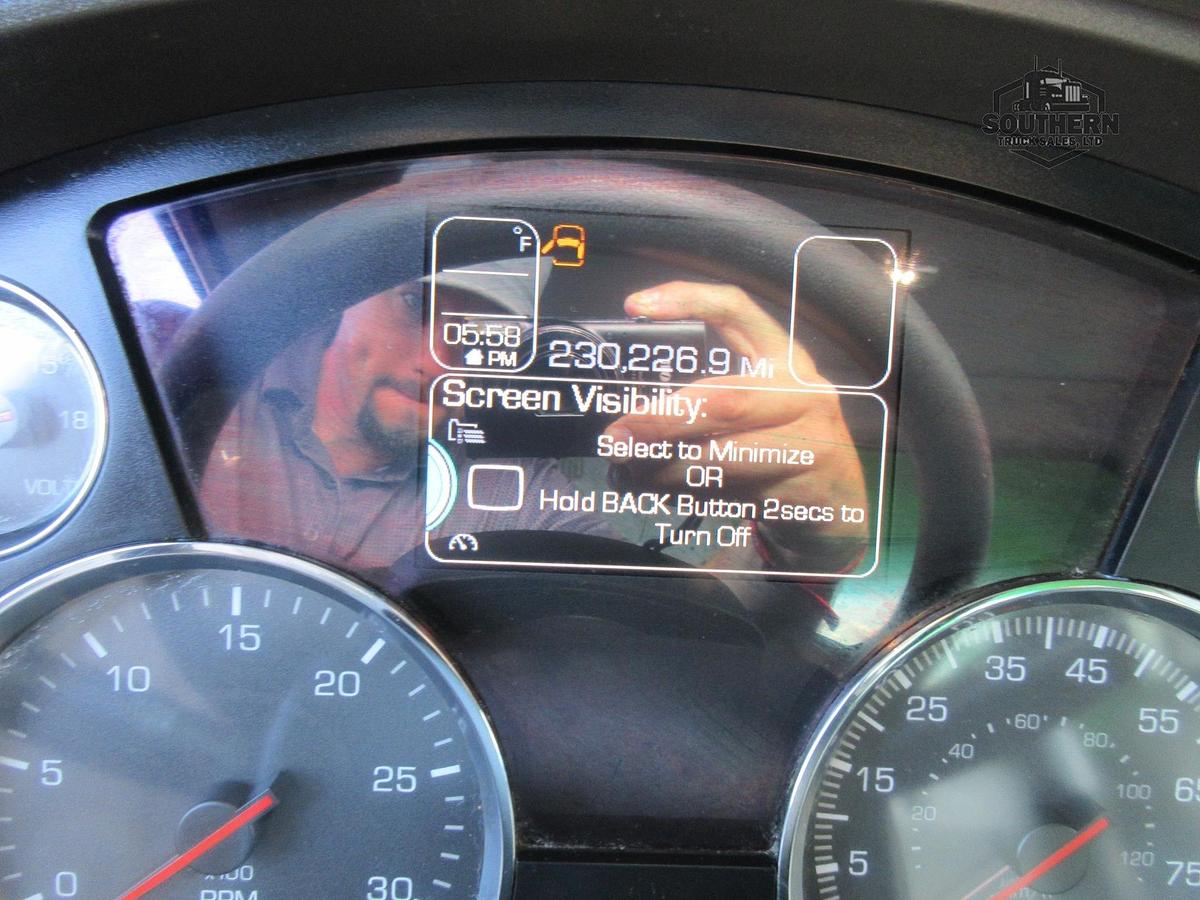 SOUTHERN
TRUCK SALES, LTD
°F
05:58
PM
230,226.9 Mi
Screen Visibility:
Select to Minimize
OR
Hold BACK Button 2secs to
Turn Off
15
18
VOLT
0
5
10
15
20
25
30
x100
RPM
5
15
25
35
45
55
65
75
20
40
60
80
100
120